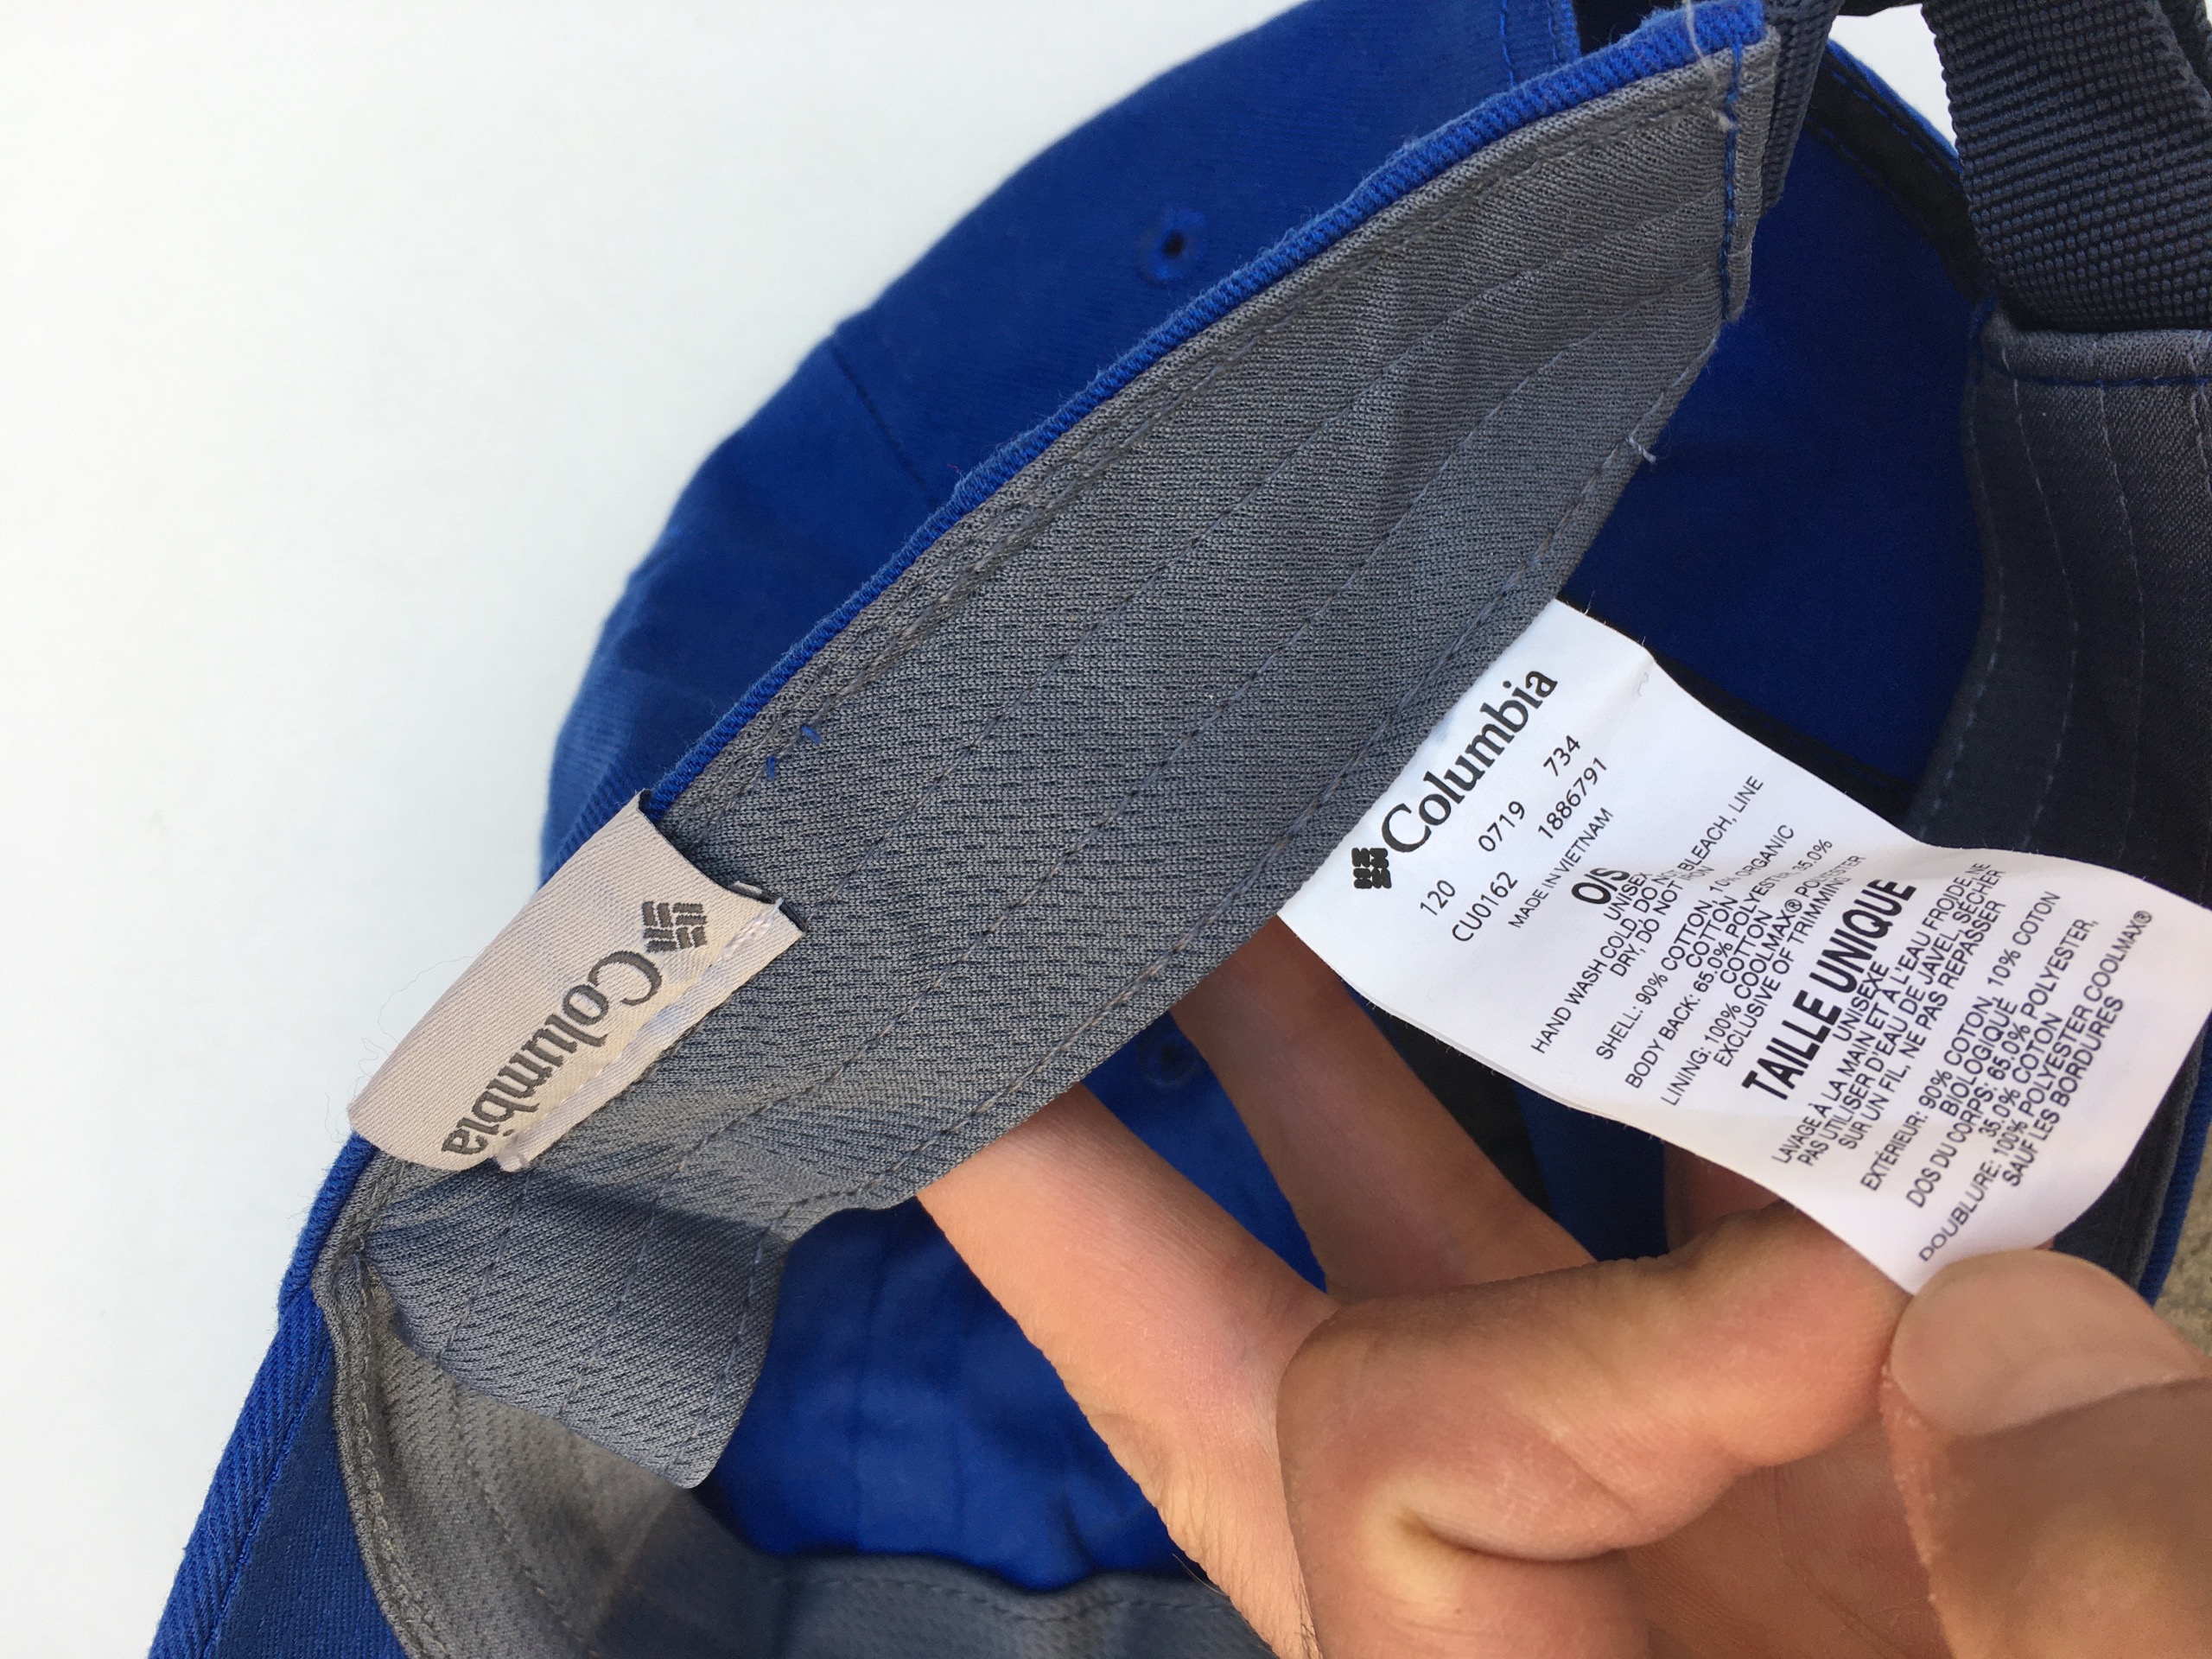 Columbia
Columbia
120 0719 734
CU0162 1886791
MADE IN VIETNAM
O/S
UNISEX
HAND WASH COLD, DO NOT BLEACH, LINE
DRY, DO NOT
SHELL: 90% COTTON, 10% ORGANIC
COTTON
BODY BACK: 65.0% POLYESTER, 35.0%
COTTON
LINING: 100% COOLMAX® POLYESTER
EXCLUSIVE OF TRIMMING
TAILLE UNIQUE
UNISEXE
LAVAGE À LA MAIN ET À L'EAU FROIDE, NE
PAS UTILISER D'EAU DE JAVEL, SÉCHER
SUR UN FIL, NE PAS REPASSER
EXTÉRIEUR: 90% COTON, 10% COTON
BIOLOGIQUE
DOS DU CORPS: 65.0% POLYESTER,
35.0% COTON
DOUBLURE: 100% POLYESTER COOLMAX®
SAUF LES BORDURES